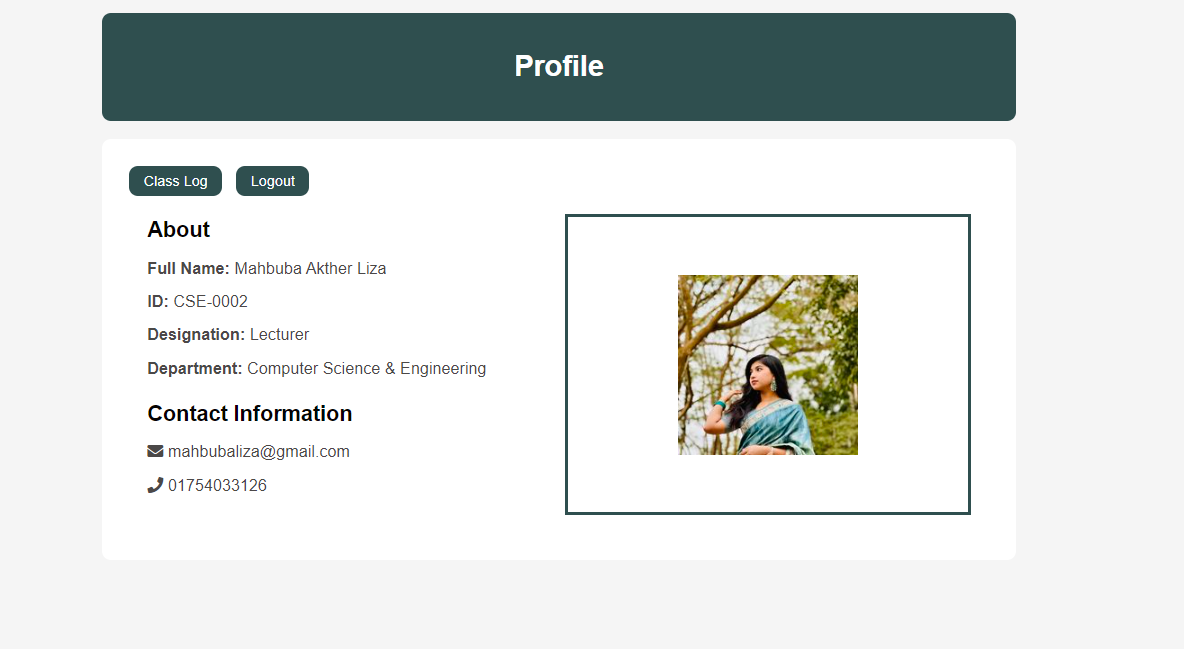 Profile
Class Log
Logout
About
Full Name: Mahbuba Akther Liza
ID: CSE-0002
Designation: Lecturer
Department: Computer Science & Engineering
Contact Information
mahbubaliza@gmail.com
01754033126